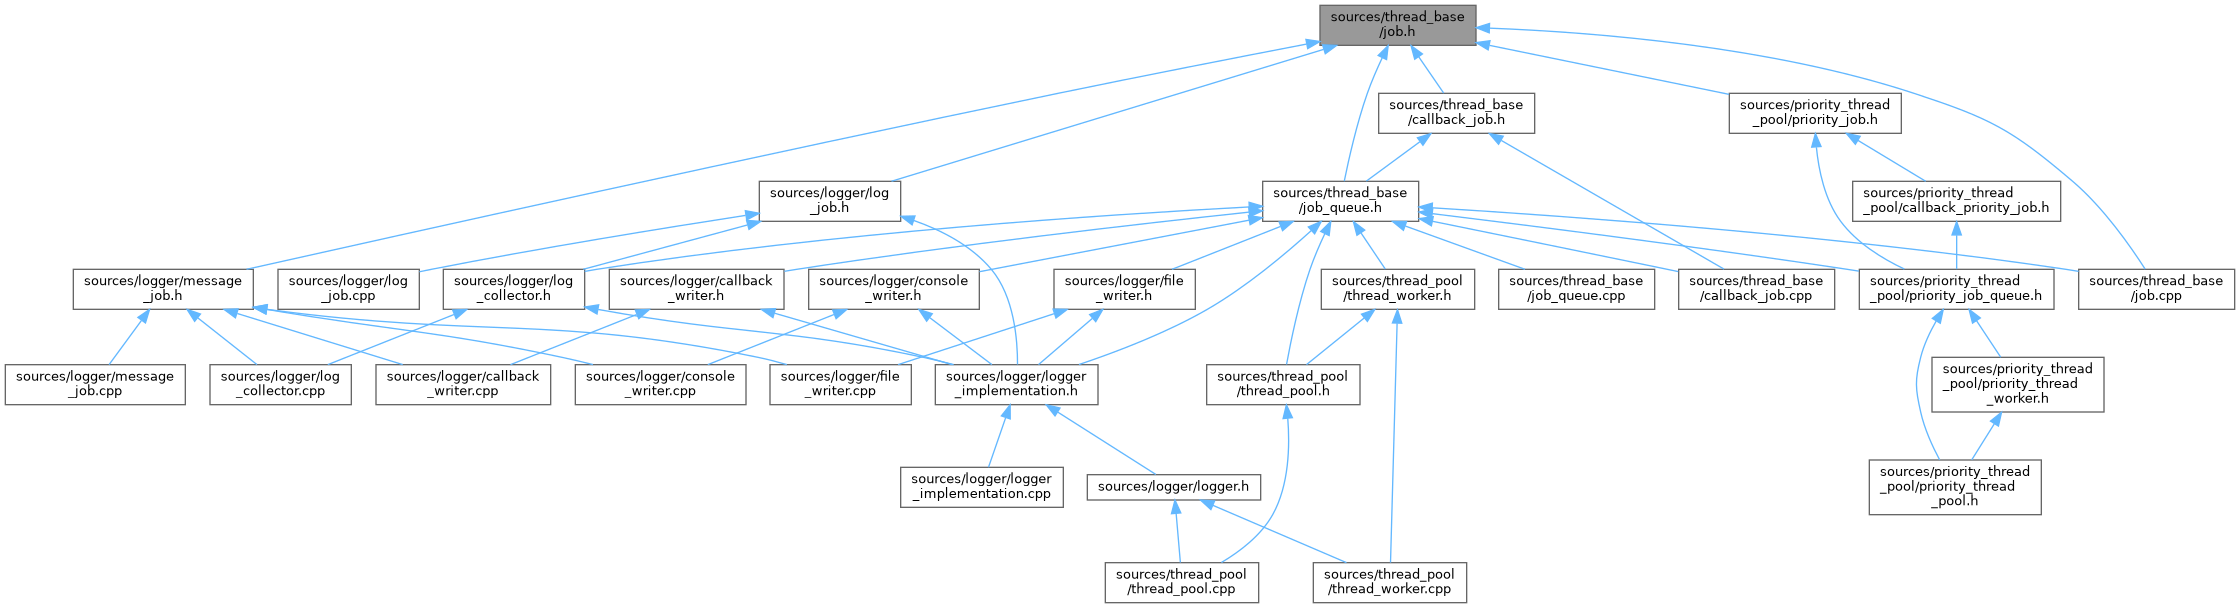 sources/thread_base
/job.h
sources/thread_base
/callback_job.h
sources/priority_thread
_pool/priority_job.h
sources/logger/log
_job.h
sources/thread_base
/job_queue.h
sources/priority_thread
_pool/callback_priority_job.h
sources/logger/message
_job.h
sources/logger/log
_job.cpp
sources/logger/log
_collector.h
sources/logger/callback
_writer.h
sources/logger/console
_writer.h
sources/logger/file
_writer.h
sources/thread_pool
/thread_worker.h
sources/thread_base
/job_queue.cpp
sources/thread_base
/callback_job.cpp
sources/priority_thread
_pool/priority_job_queue.h
sources/thread_base
/job.cpp
sources/logger/message
_job.cpp
sources/logger/log
_collector.cpp
sources/logger/callback
_writer.cpp
sources/logger/console
_writer.cpp
sources/logger/file
_writer.cpp
sources/logger/logger
_implementation.h
sources/thread_pool
/thread_pool.h
sources/priority_thread
_pool/priority_thread
_worker.h
sources/logger/logger
_implementation.cpp
sources/logger/logger.h
sources/priority_thread
_pool/priority_thread
_pool.h
sources/thread_pool
/thread_pool.cpp
sources/thread_pool
/thread_worker.cpp